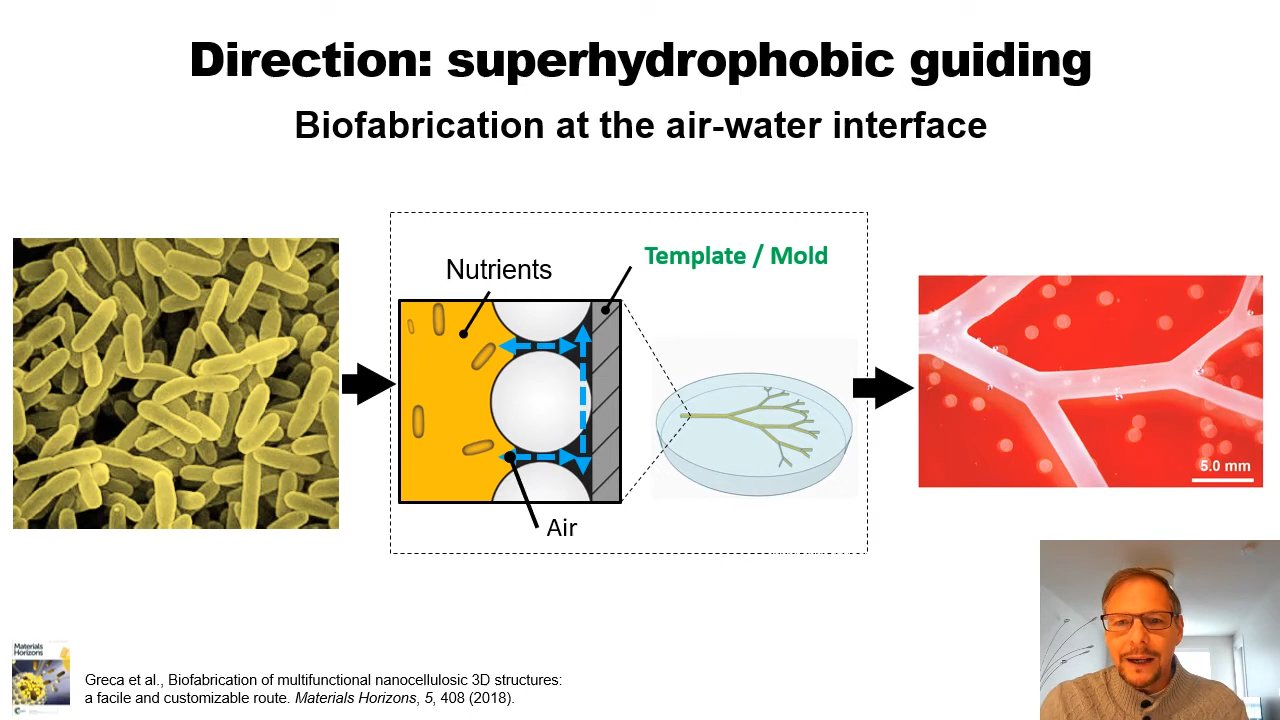 Direction: superhydrophobic guiding
Biofabrication at the air-water interface
Nutrients
Template / Mold
Air
5.0 mm
Materials
Horizons
Greca et al., Biofabrication of multifunctional nanocellulosic 3D structures:
a facile and customizable route. Materials Horizons, 5, 408 (2018).